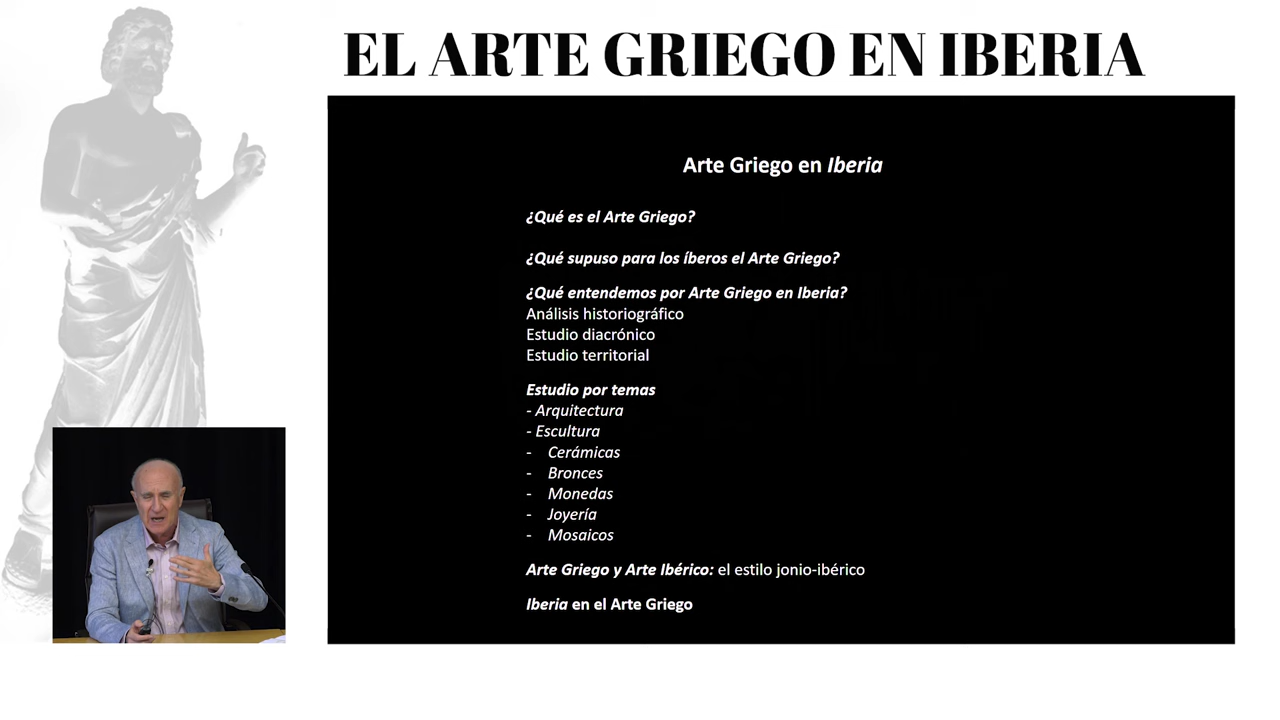 EL ARTE GRIEGO EN IBERIA
Arte Griego en Iberia
¿Qué es el Arte Griego?
¿Qué supuso para los íberos el Arte Griego?
¿Qué entendemos por Arte Griego en Iberia?
Análisis historiográfico
Estudio diacrónico
Estudio territorial
Estudio por temas
- Arquitectura
- Escultura
- Cerámicas
- Bronces
- Monedas
- Joyería
- Mosaicos
Arte Griego y Arte Ibérico: el estilo jonio-ibérico
Iberia en el Arte Griego